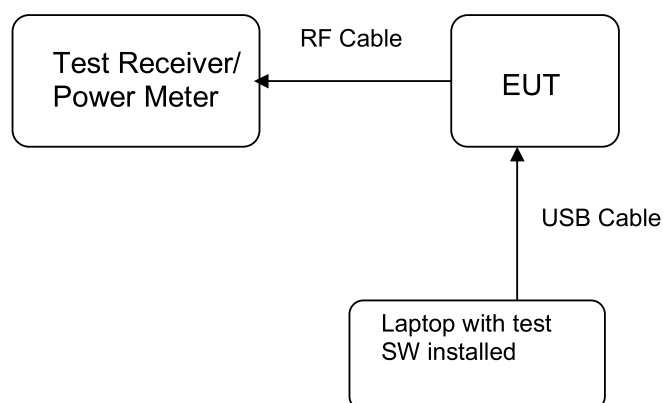 RF Cable
Test Receiver/
Power Meter
EUT
USB Cable
Laptop with test
SW installed